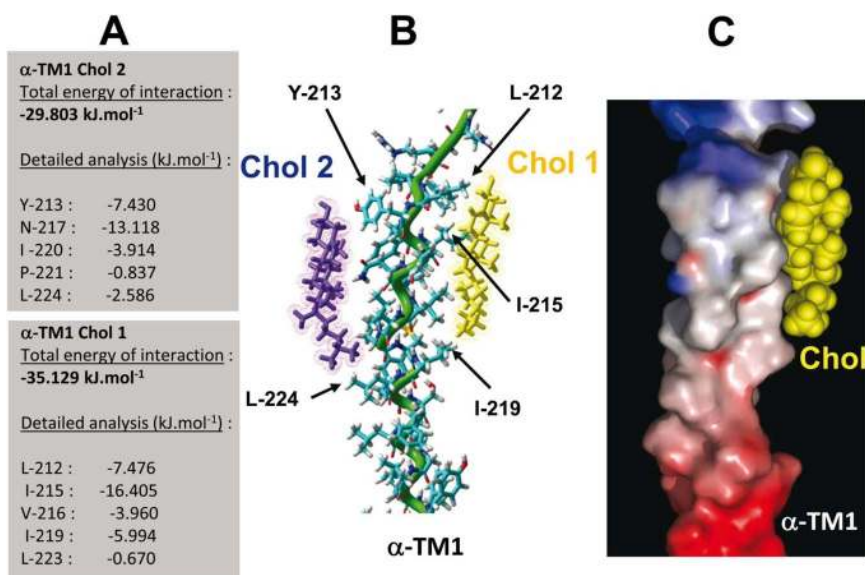 A
α-TM1 Chol 2
Total energy of interaction :
-29.803 kJ.mol-1
Detailed analysis (kJ.mol-1) :
Y-213 : -7.430
N-217 : -13.118
I -220 : -3.914
P-221 : -0.837
L-224 : -2.586
α-TM1 Chol 1
Total energy of interaction :
-35.129 kJ.mol-1
Detailed analysis (kJ.mol-1) :
L-212 : -7.476
I-215 : -16.405
V-216 : -3.960
I-219 : -5.994
L-223 : -0.670
B
Y-213
L-212
Chol 2
Chol 1
I-215
L-224
I-219
α-TM1
C
Chol
α-TM1